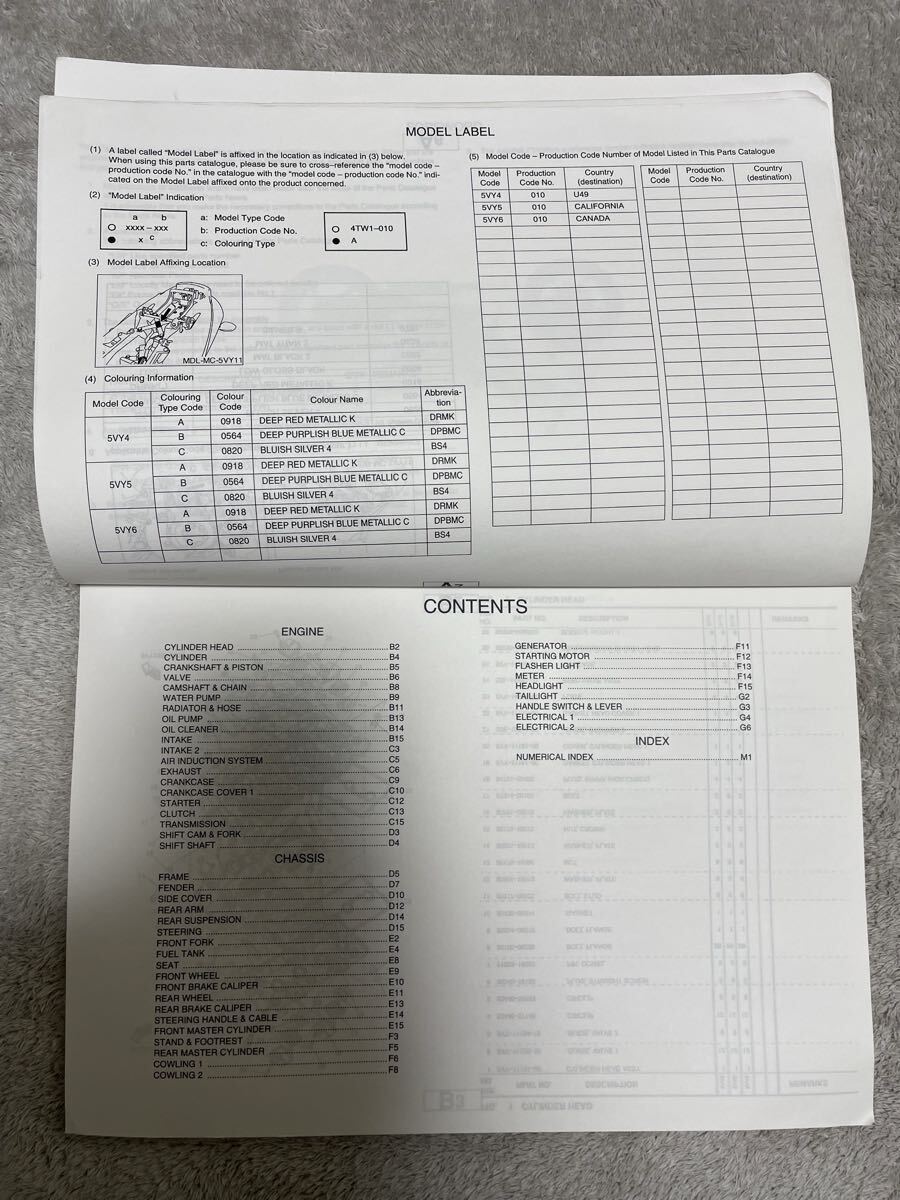 MODEL LABEL
(1) A label called "Model Label" is affixed in the location as indicated in (3) below.
When using this parts catalogue, please be sure to cross–reference the "model code –
production code No." in the catalogue with the "model code – production code No." indi-
cated on the Model Label affixed onto the product concerned.
(2) "Model Label" Indication
a b
xxxx – xxx
x c
a: Model Type Code
b: Production Code No.
c: Colouring Type
4TW1–010
A
(3) Model Label Affixing Location
MDL-MC-5VY11
(4) Colouring Information
Model Code Colouring Type Code Colour Code Colour Name Abbrevia-tion
5VY4
A 0918 DEEP RED METALLIC K DRMK
B 0564 DEEP PURPLISH BLUE METALLIC C DPBMC
C 0820 BLUISH SILVER 4 BS4
5VY5
A 0918 DEEP RED METALLIC K DRMK
B 0564 DEEP PURPLISH BLUE METALLIC C DPBMC
C 0820 BLUISH SILVER 4 BS4
5VY6
A 0918 DEEP RED METALLIC K DRMK
B 0564 DEEP PURPLISH BLUE METALLIC C DPBMC
C 0820 BLUISH SILVER 4 BS4
(5) Model Code – Production Code Number of Model Listed in This Parts Catalogue
Model Code Production Code No. Country (destination) Model Code Production Code No. Country (destination)
5VY4 010 U49
5VY5 010 CALIFORNIA
5VY6 010 CANADA
CONTENTS
ENGINE
CYLINDER HEAD B2
CYLINDER B4
CRANKSHAFT & PISTON B5
VALVE B6
CAMSHAFT & CHAIN B8
WATER PUMP B9
RADIATOR & HOSE B11
OIL PUMP B13
OIL CLEANER B14
INTAKE B15
INTAKE 2 C3
AIR INDUCTION SYSTEM C5
EXHAUST C6
CRANKCASE C9
CRANKCASE COVER 1 C10
STARTER C12
CLUTCH C13
TRANSMISSION C15
SHIFT CAM & FORK D3
SHIFT SHAFT D4
CHASSIS
FRAME D5
FENDER D7
SIDE COVER D10
REAR ARM D12
REAR SUSPENSION D14
STEERING D15
FRONT FORK E2
FUEL TANK E4
SEAT E8
FRONT WHEEL E9
FRONT BRAKE CALIPER E10
REAR WHEEL E11
REAR BRAKE CALIPER E13
STEERING HANDLE & CABLE E14
FRONT MASTER CYLINDER E15
STAND & FOOTREST F3
REAR MASTER CYLINDER F5
COWLING 1 F6
COWLING 2 F8
GENERATOR F11
STARTING MOTOR F12
FLASHER LIGHT F13
METER F14
HEADLIGHT F15
TAILLIGHT G2
HANDLE SWITCH & LEVER G3
ELECTRICAL 1 G4
ELECTRICAL 2 G6
INDEX
NUMERICAL INDEX M1